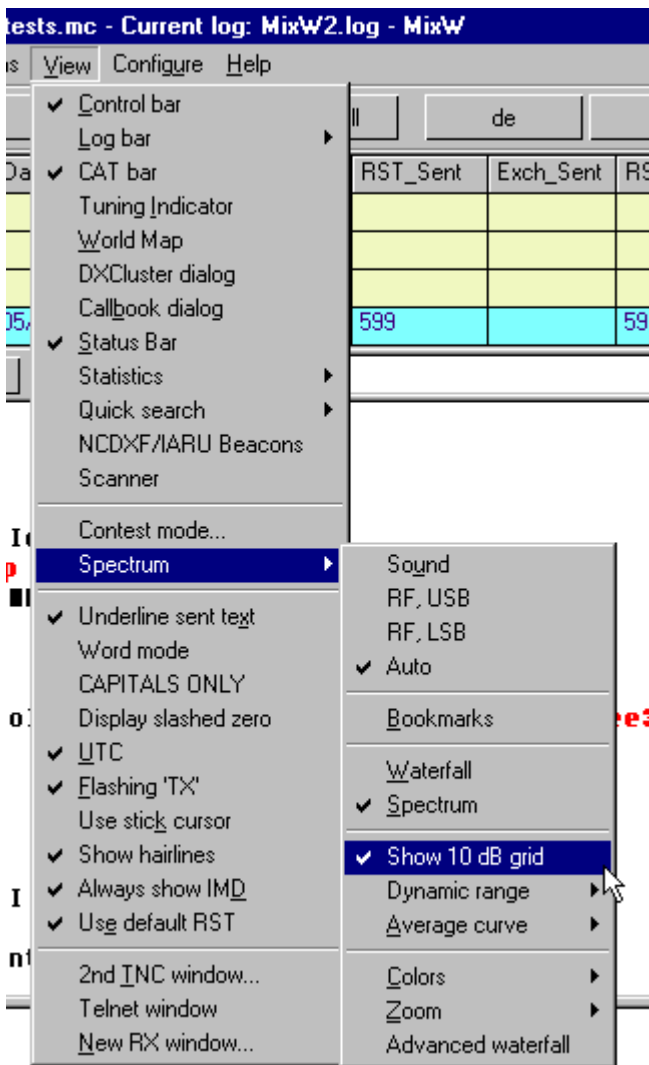 tests.mc - Current log: MixW2.log - MixW
View Configure Help
de
RST_Sent Exch_Sent RS
599 59
Control bar
Log bar
CAT bar
Tuning Indicator
World Map
DXCluster dialog
Callbook dialog
Status Bar
Statistics
Quick search
NCDXF/IARU Beacons
Scanner
Contest mode...
Spectrum
Underline sent text
Word mode
CAPITALS ONLY
Display slashed zero
UTC
Flashing 'TX'
Use stick cursor
Show hairlines
Always show IMD
Use default RST
2nd TNC window...
Telnet window
New RX window...
Sound
RF, USB
RF, LSB
Auto
Bookmarks
Waterfall
Spectrum
Show 10 dB grid
Dynamic range
Average curve
Colors
Zoom
Advanced waterfall